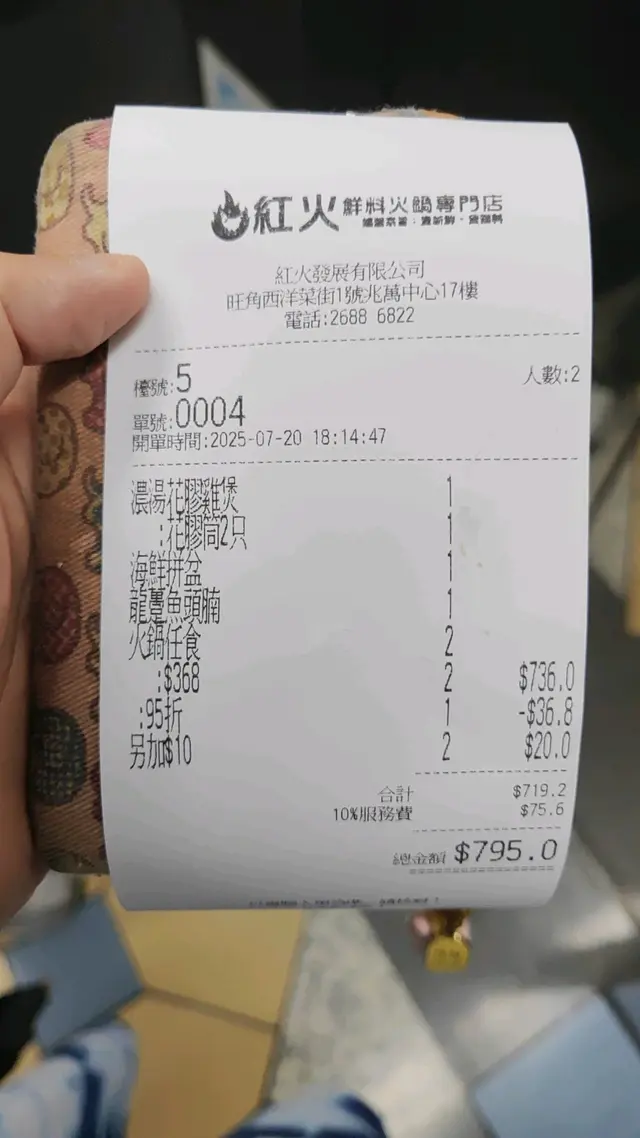 紅火 鮮料火鍋專門店
紅火發展有限公司
旺角西洋菜街1號兆萬中心17樓
電話:2688 6822
檯號:5
人數:2
單號:0004
開單時間:2025-07-20 18:14:47
濃湯花膠雞煲 1
:花膠筒2只 1
海鮮拼盆 1
龍躉魚頭腩 1
火鍋任食 2
:$368 2 $736.0
:95折 1 -$36.8
另加$10 2 $20.0
合計 $719.2
10%服務費 $75.6
總金額 $795.0